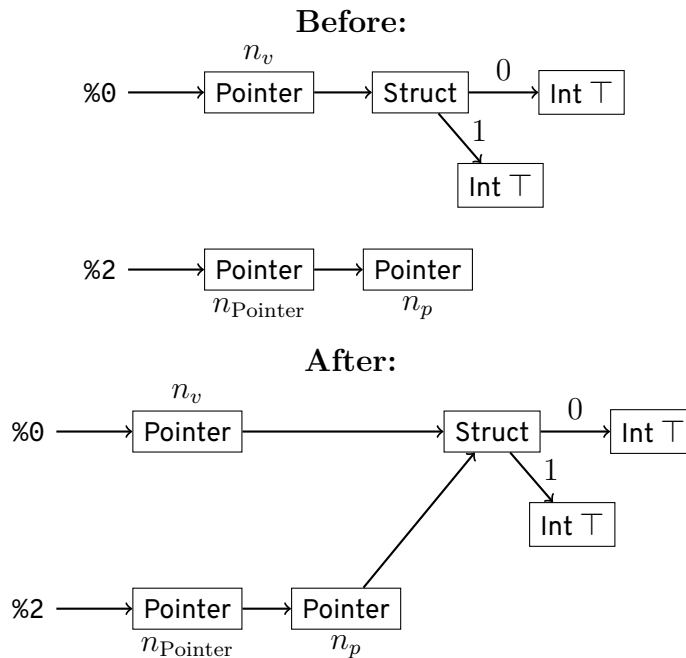 Before:
n_v 0
%0 Pointer Struct Int ⊤
1
Int ⊤
%2 Pointer Pointer
n_Pointer n_p
After:
n_v 0
%0 Pointer Struct Int ⊤
1
Int ⊤
%2 Pointer Pointer
n_Pointer n_p